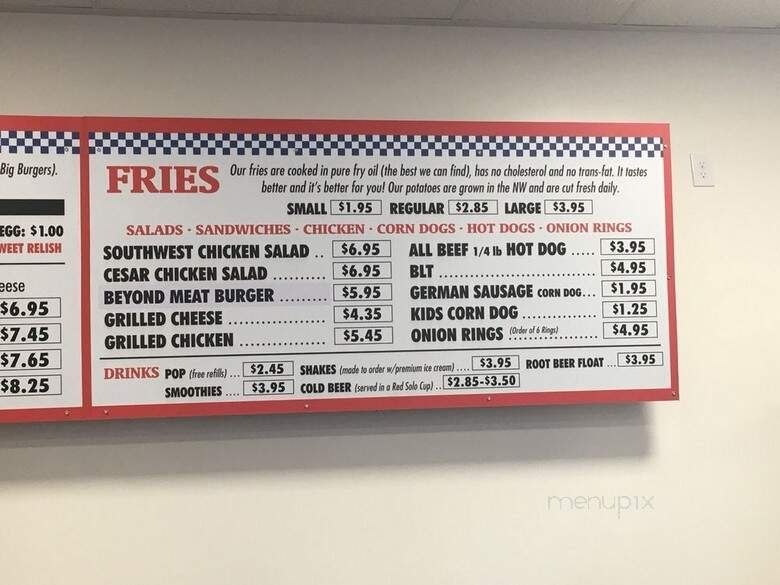 Big Burgers).
EGG: $1.00
WEET RELISH
eese
$6.95
$7.45
$7.65
$8.25
FRIES
Our fries are cooked in pure fry oil (the best we can find), has no cholesterol and no trans-fat. It tastes
better and it's better for you! Our potatoes are grown in the NW and are cut fresh daily.
SMALL $1.95 REGULAR $2.85 LARGE $3.95
SALADS - SANDWICHES - CHICKEN - CORN DOGS - HOT DOGS - ONION RINGS
SOUTHWEST CHICKEN SALAD .. $6.95
CESAR CHICKEN SALAD ............ $6.95
BEYOND MEAT BURGER .......... $5.95
GRILLED CHEESE ..................... $4.35
GRILLED CHICKEN ................... $5.45
ALL BEEF 1/4 lb HOT DOG ..... $3.95
BLT ................................ $4.95
GERMAN SAUSAGE CORN DOG... $1.95
KIDS CORN DOG ................ $1.25
ONION RINGS (Order of 6 Rings) $4.95
DRINKS POP (free refills) ... $2.45 SHAKES (made to order w/premium ice cream) .... $3.95 ROOT BEER FLOAT ... $3.95
SMOOTHIES .... $3.95 COLD BEER (served in a Red Solo Cup) .. $2.85-$3.50
menupix